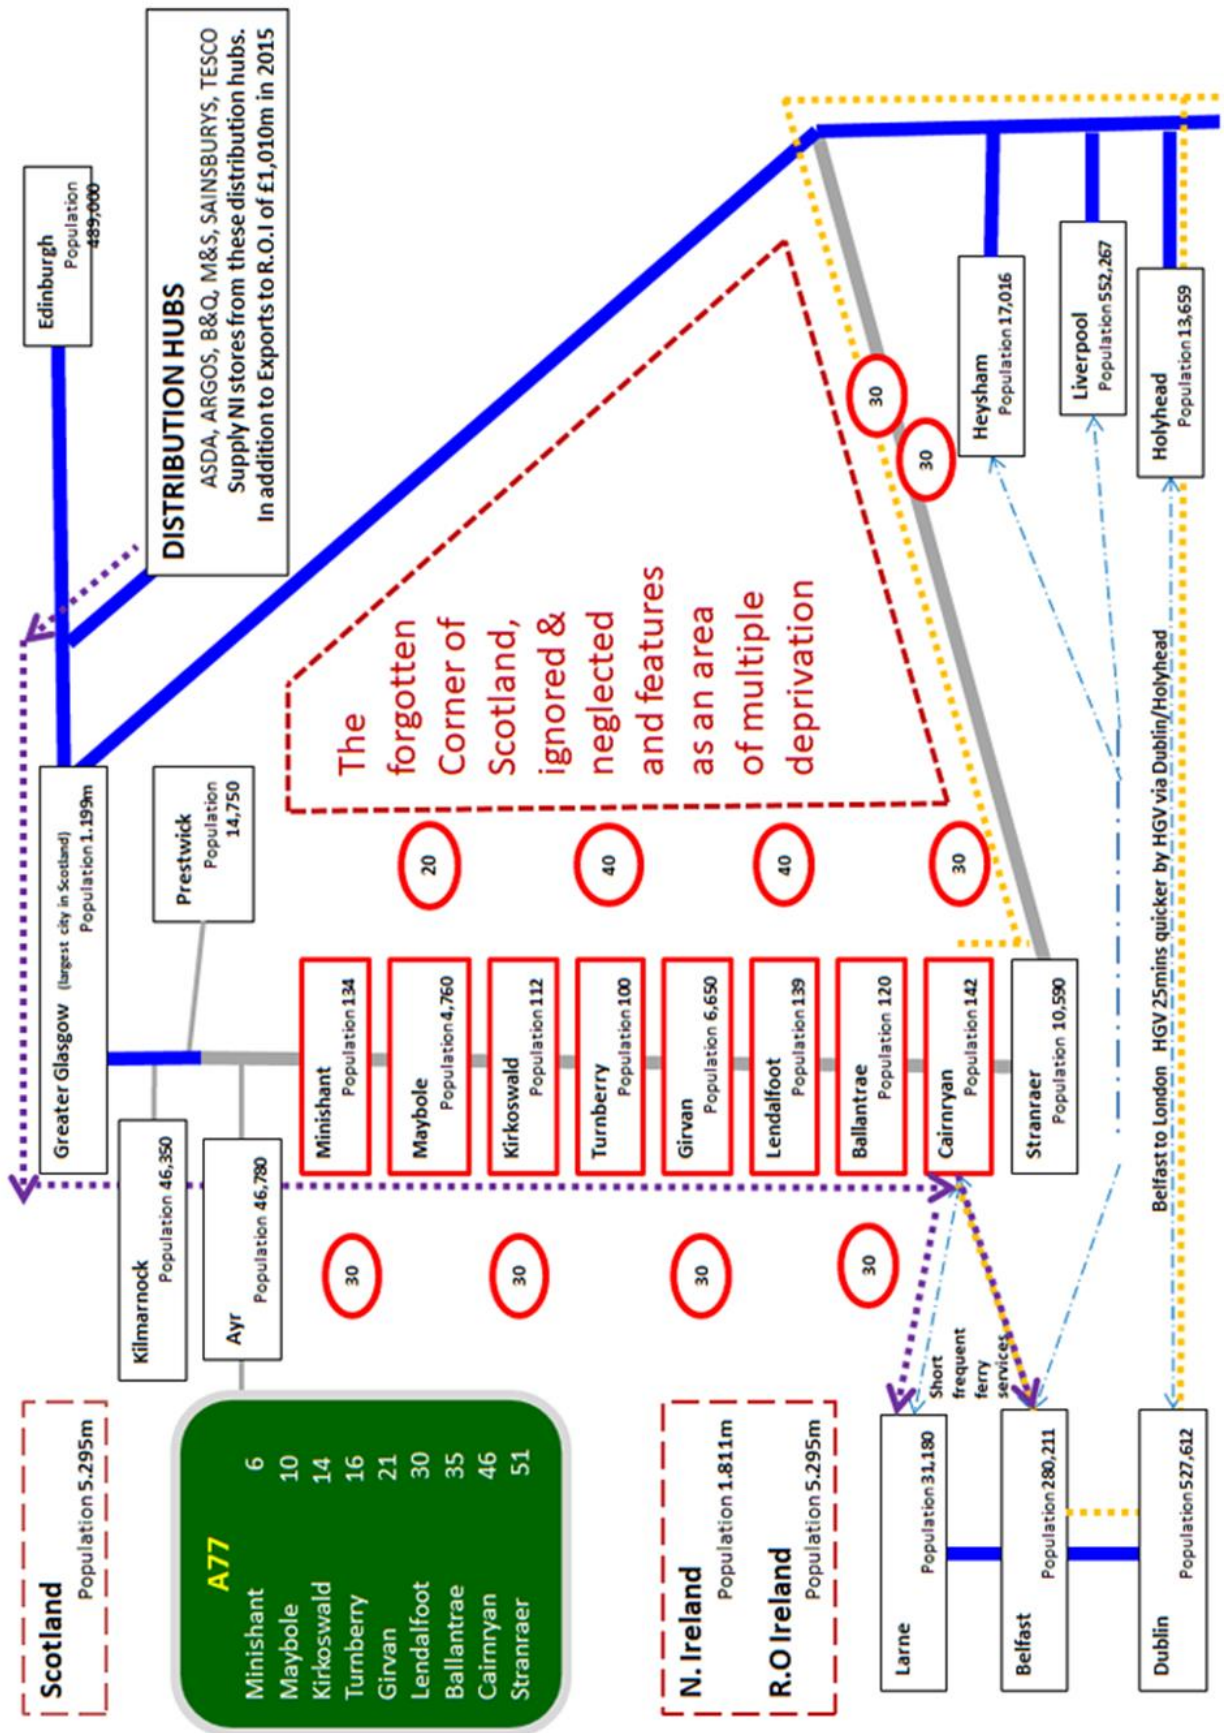 Scotland
Population 5.295m
A77
Minishant 6
Maybole 10
Kirkoswald 14
Turnberry 16
Girvan 21
Lendalfoot 30
Ballantrae 35
Cairnryan 46
Stranraer 51
N. Ireland
Population 1.811m
R.O Ireland
Population 5.295m
Larne
Population 31,180
Belfast
Population 280,211
Dublin
Population 527,612
Short
frequent
ferry
services
Kilmarnock
Population 46,350
Ayr
Population 46,780
Greater Glasgow (largest city in Scotland)
Population 1.199m
Prestwick
Population
14,750
Edinburgh
Population
489,000
DISTRIBUTION HUBS
ASDA, ARGOS, B&Q, M&S, SAINSBURYS, TESCO
Supply NI stores from these distribution hubs.
In addition to Exports to R.O.I of £1,010m in 2015
30
30
30
30
Minishant
Population 134
Maybole
Population 4,760
Kirkoswald
Population 112
Turnberry
Population 100
Girvan
Population 6,650
Lendalfoot
Population 139
Ballantrae
Population 120
Cairnryan
Population 142
Stranraer
Population 10,590
20
40
40
30
The
forgotten
Corner of
Scotland,
ignored &
neglected
and features
as an area
of multiple
deprivation
30
30
Heysham
Population 17,016
Liverpool
Population 552,267
Holyhead
Population 13,659
Belfast to London HGV 25mins quicker by HGV via Dublin/Holyhead